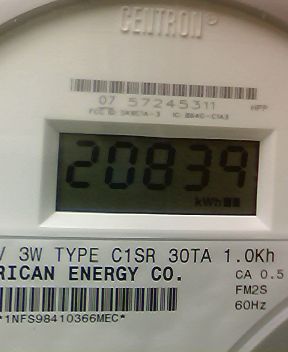 CENTRON®
07 57245311
HPP
20839
kWh
V 3W TYPE C1SR 30TA 1.0Kh
RICAN ENERGY CO.
CA 0.5
FM2S
60Hz
*1NFS98410366MEC*